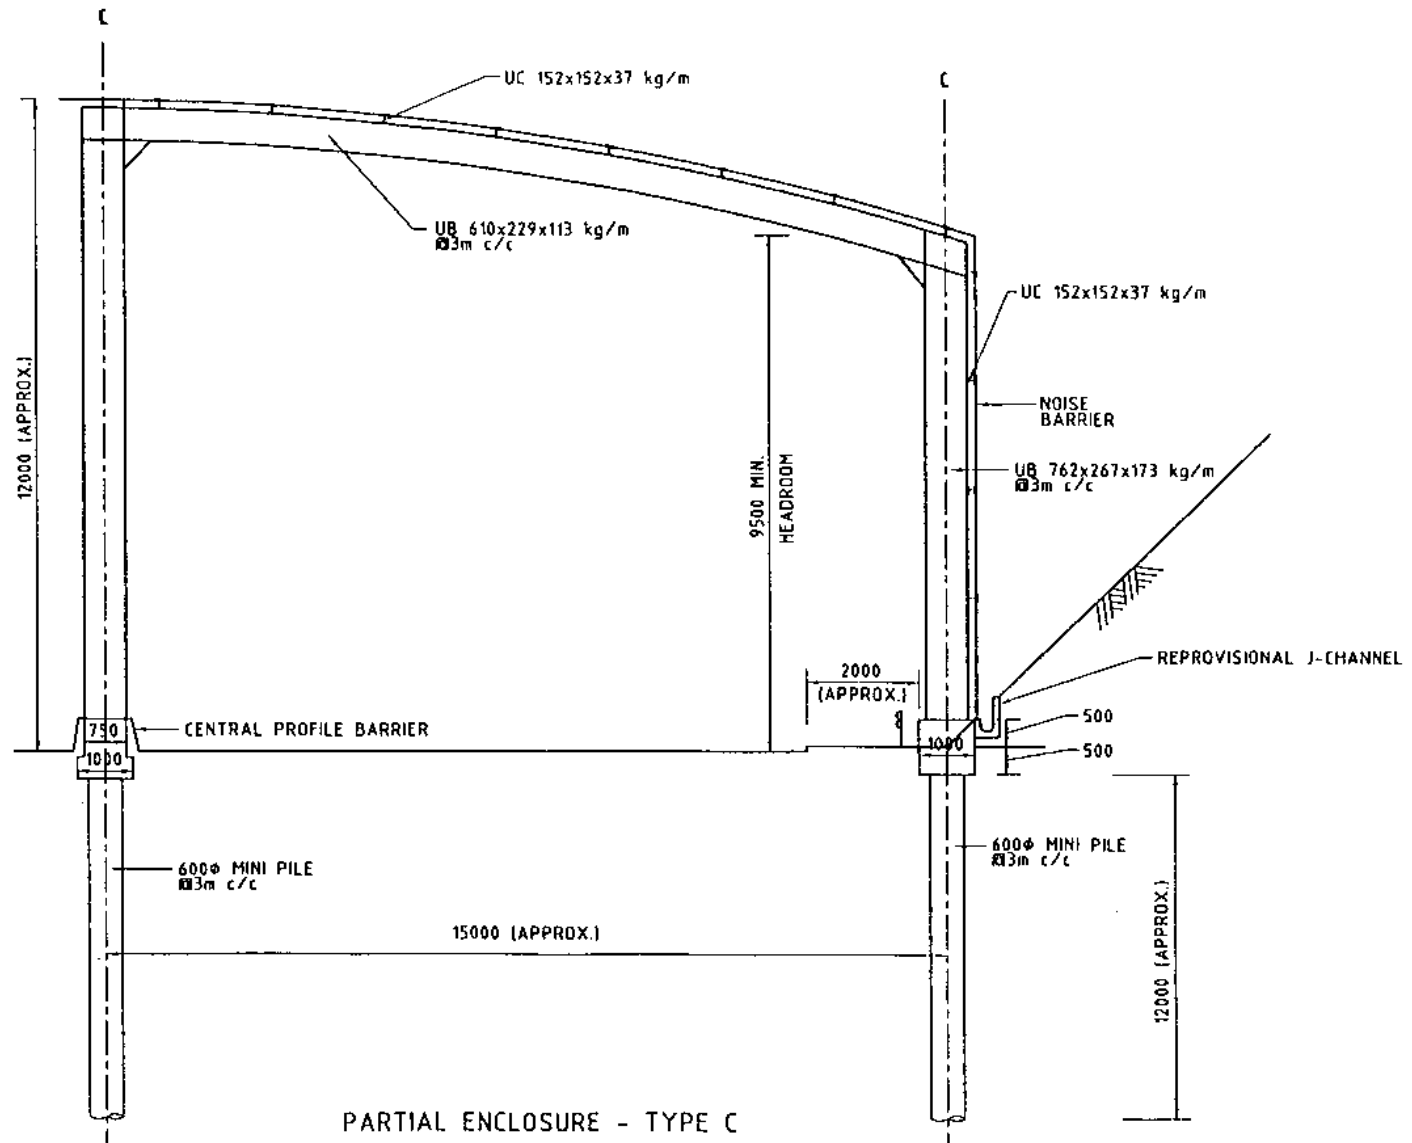 ℄
UC 152x152x37 kg/m
℄
UB 610x229x113 kg/m
@3m c/c
UC 152x152x37 kg/m
12000 (APPROX.)
NOISE
BARRIER
9500 MIN.
HEADROOM
UB 762x267x173 kg/m
@3m c/c
REPROVISIONAL J-CHANNEL
2000
(APPROX.)
500
750
CENTRAL PROFILE BARRIER
1000
1000
500
600ϕ MINI PILE
@3m c/c
600ϕ MINI PILE
@3m c/c
15000 (APPROX.)
12000 (APPROX.)
PARTIAL ENCLOSURE - TYPE C